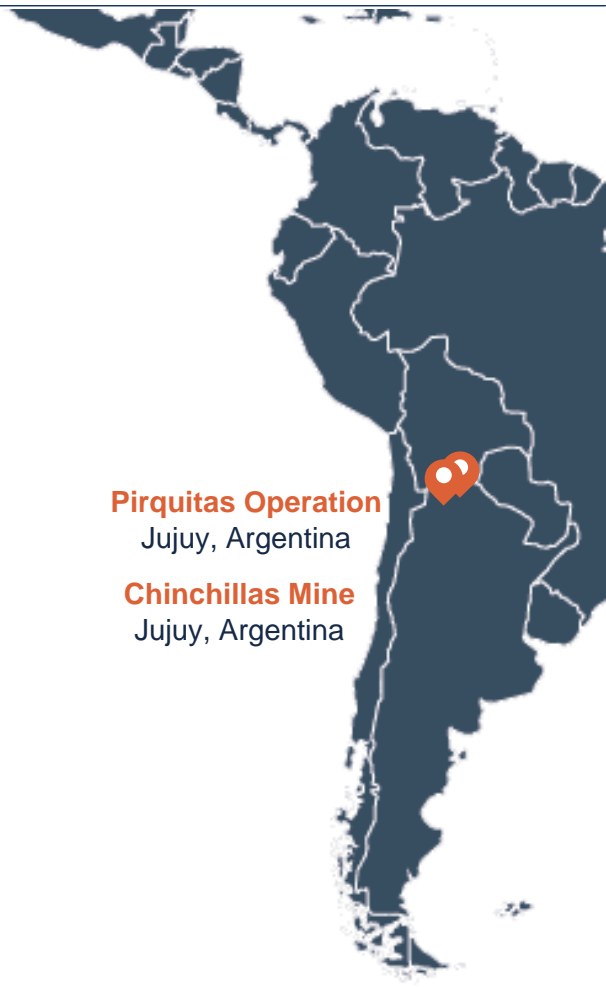 Pirquitas Operation
Jujuy, Argentina
Chinchillas Mine
Jujuy, Argentina